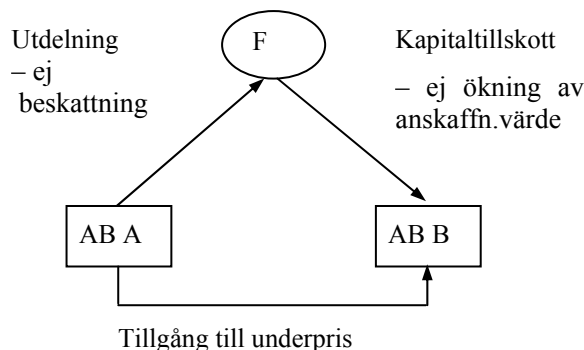 Utdelning
– ej
beskattning
F
Kapitaltillskott
– ej ökning av
anskaffn.värde
AB A
AB B
Tillgång till underpris